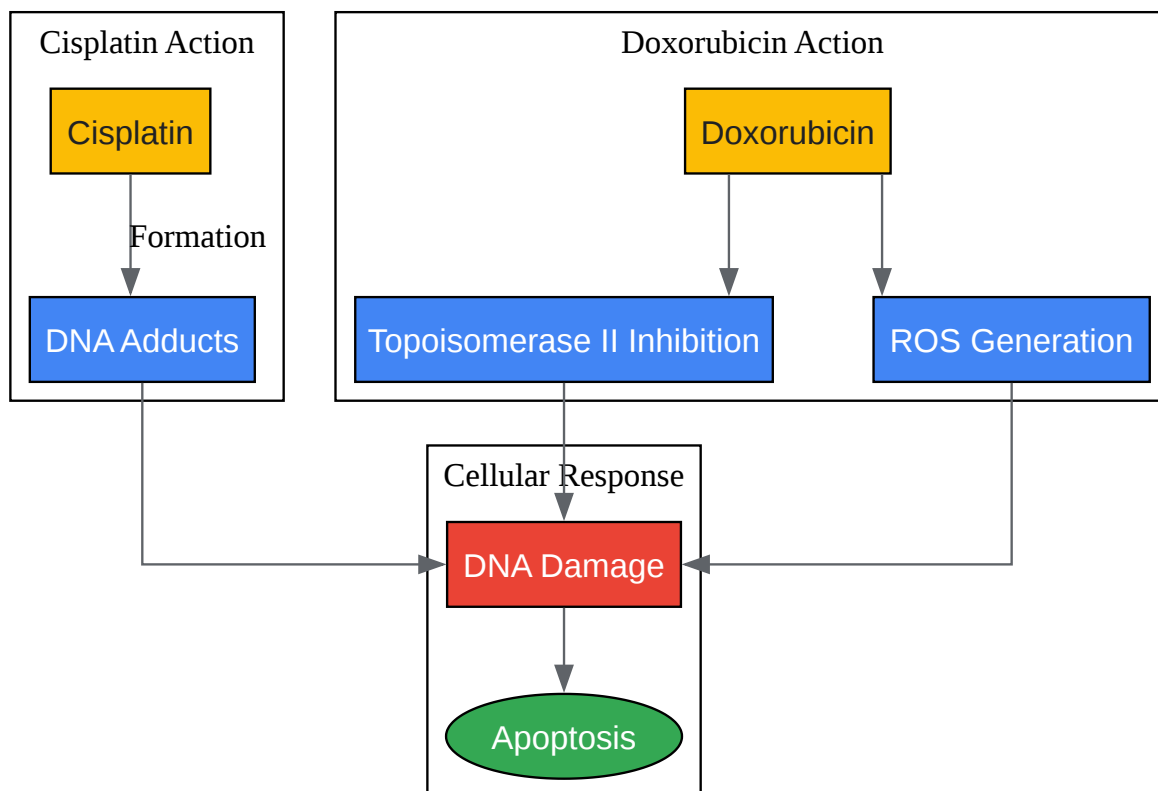 Cisplatin Action
Doxorubicin Action
Cisplatin
Doxorubicin
Formation
DNA Adducts
Topoisomerase II Inhibition
ROS Generation
Cellular Response
DNA Damage
Apoptosis